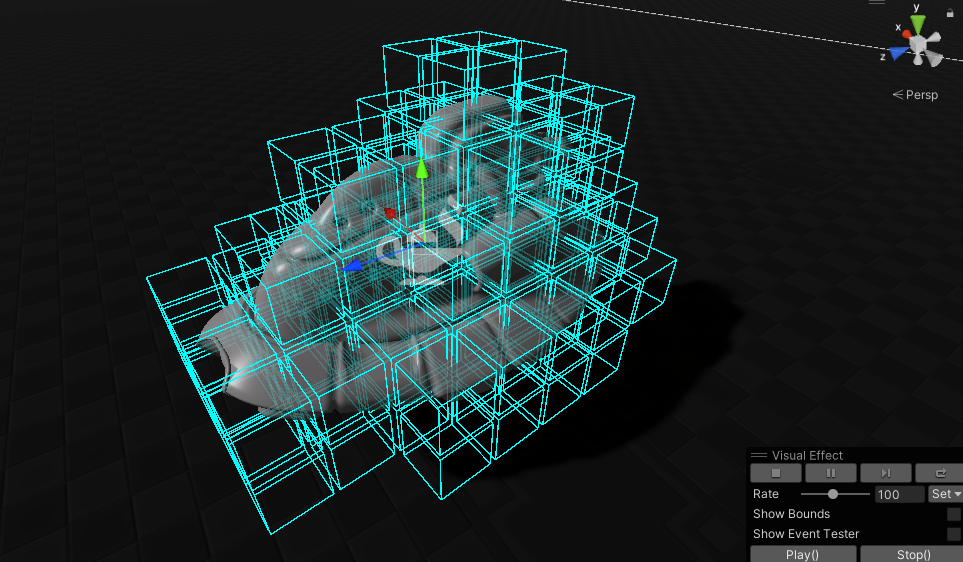 y
x
z
Persp
Visual Effect
Rate 100 Set
Show Bounds
Show Event Tester
Play() Stop()